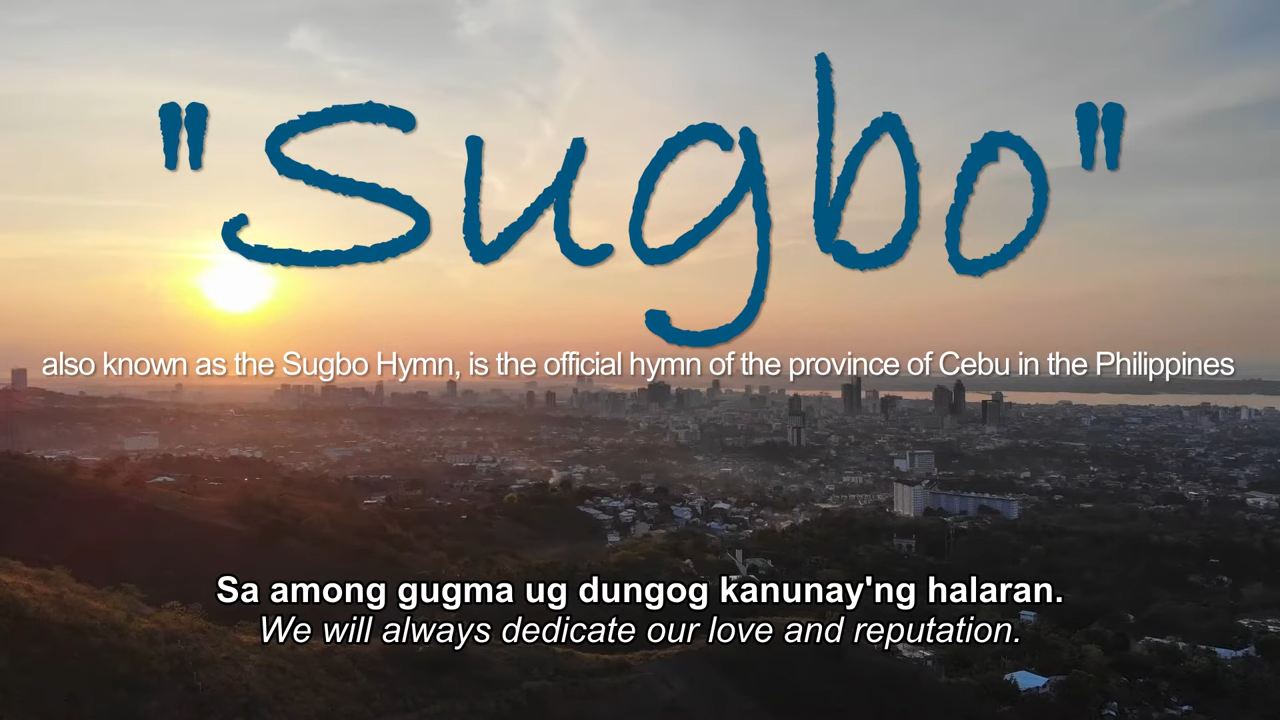 "Sugbo"
also known as the Sugbo Hymn, is the official hymn of the province of Cebu in the Philippines
Sa among gugma ug dungog kanunay'ng halaran.
We will always dedicate our love and reputation.